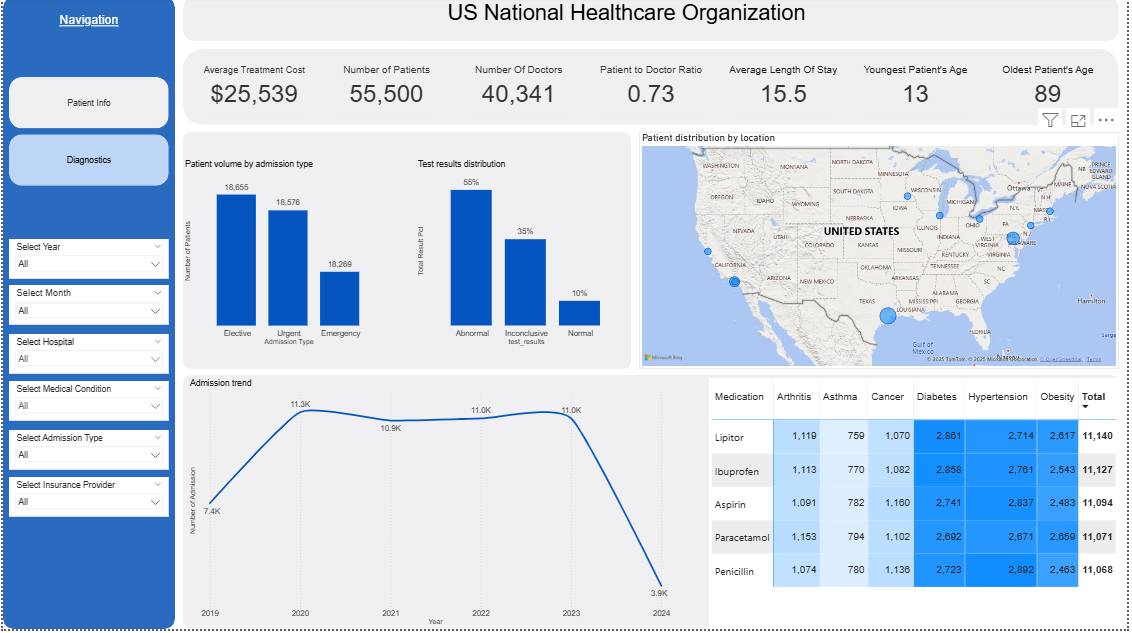 Navigation
US National Healthcare Organization
Average Treatment Cost
$25,539
Number of Patients
55,500
Number Of Doctors
40,341
Patient to Doctor Ratio
0.73
Average Length Of Stay
15.5
Youngest Patient's Age
13
Oldest Patient's Age
89
Patient Info
Diagnostics
Select Year
All
Select Month
All
Select Hospital
All
Select Medical Condition
All
Select Admission Type
All
Select Insurance Provider
All
Patient volume by admission type
Number of Patients
18,655
18,576
18,269
Elective
Urgent
Emergency
Admission Type
Test results distribution
Total Result Pct
55%
35%
10%
Abnormal
Inconclusive
Normal
test_results
Patient distribution by location
WASHINGTON
MONTANA
NORTH DAKOTA
MINNESOTA
OREGON
IDAHO
WYOMING
SOUTH DAKOTA
WISCONSIN
MICHIGAN
Ottawa
MAINE
NB
PRINCE
EDWARD
ISLAND
NOVA SCOTIA
N.H.
N.Y.
MASS
R.I.
NEVADA
UTAH
COLORADO
NEBRASKA
IOWA
UNITED STATES
KANSAS
ILLINOIS
INDIANA
OHIO
PA
N.J.
DELAWARE
WEST
VIRGINIA
VIRGINIA
MISSOURI
KENTUCKY
CALIFORNIA
ARIZONA
NEW MEXICO
OKLAHOMA
ARKANSAS
TENNESSEE
NC
SC
TEXAS
LOUISIANA
MISSISSIPPI
ALABAMA
GEORGIA
FLORIDA
Hamilton
Gulf of
Mexico
Microsoft Bing
© 2025 TomTom, © 2025 Microsoft Corporation, © OpenStreetMap, Terms
Admission trend
Number of Admission
7.4K
11.3K
10.9K
11.0K
11.0K
3.9K
2019
2020
2021
2022
2023
2024
Year
Medication Arthritis Asthma Cancer Diabetes Hypertension Obesity Total
Lipitor 1,119 759 1,070 2,861 2,714 2,617 11,140
Ibuprofen 1,113 770 1,082 2,858 2,761 2,543 11,127
Aspirin 1,091 782 1,160 2,741 2,837 2,483 11,094
Paracetamol 1,153 794 1,102 2,692 2,671 2,659 11,071
Penicillin 1,074 780 1,136 2,723 2,892 2,463 11,068